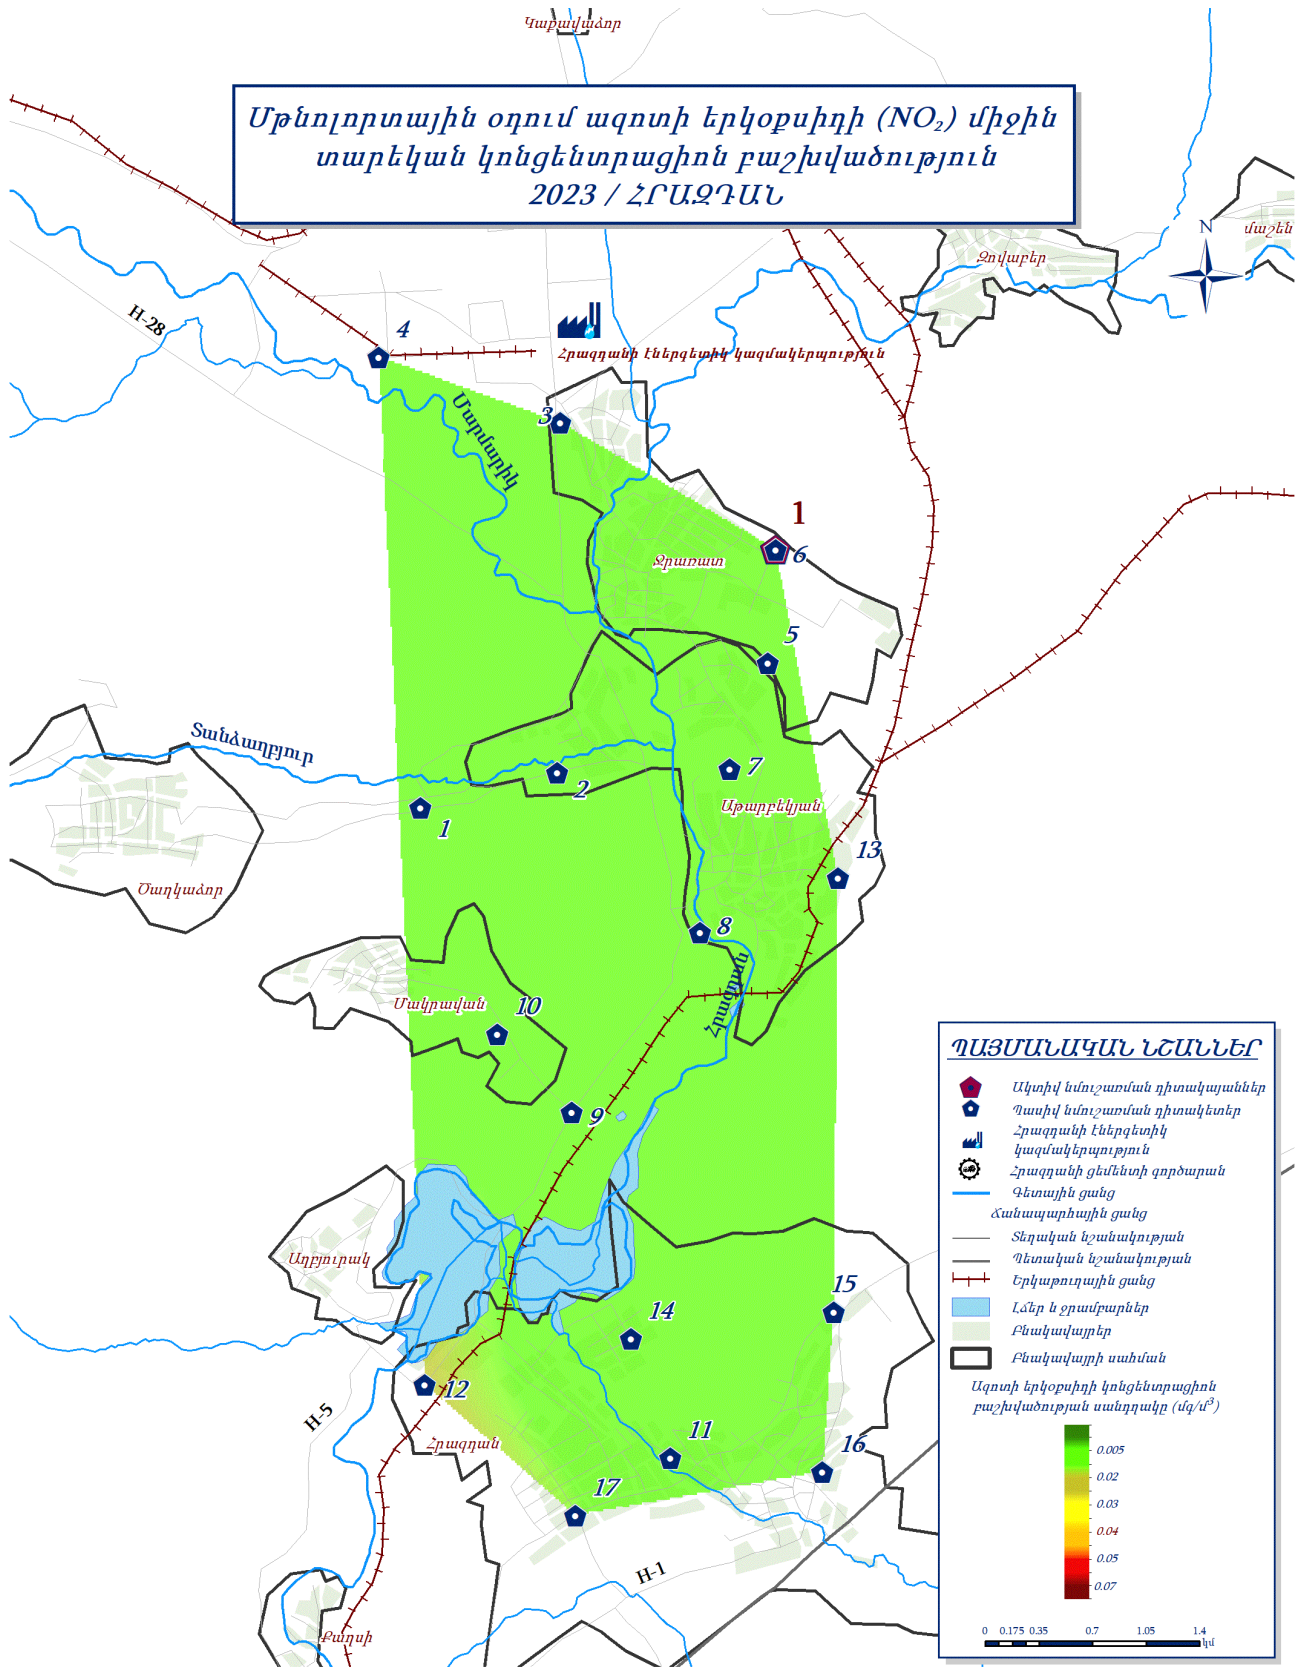 Կաքավաձոր
Մթնոլորտային օդում ազոտի երկօքսիդի (NO₂) միջին
տարեկան կոնցենտրացիոն բաշխվածություն
2023 / ՀՐԱԶԴԱՆ
N
մաշեն
Զովաբեր
H-28
4
Հրազդանի էներգետիկ կազմակերպություն
Մարմարիկ
3
1
6
Ջրառատ
5
Տանձաղբյուր
7
2
Աթարբեկյան
1
13
Ծաղկաձոր
8
Հրազդան
Մակրավան
10
9
Աղբյուրակ
15
14
12
H-5
Հրազդան
11
16
17
H-1
Քաղսի
ՊԱՅՄԱՆԱԿԱՆ ՆՇԱՆՆԵՐ
Ակտիվ նմուշառման դիտակայաններ
Պասիվ նմուշառման դիտակետեր
Հրազդանի էներգետիկ
կազմակերպություն
Հրազդանի ցեմենտի գործարան
Գետային ցանց
Ճանապարհային ցանց
Տեղական նշանակության
Պետական նշանակության
Երկաթուղային ցանց
Լճեր և ջրամբարներ
Բնակավայրեր
Բնակավայրի սահման
Ազոտի երկօքսիդի կոնցենտրացիոն
բաշխվածության սանդղակը (մգ/մ³)
0.005
0.02
0.03
0.04
0.05
0.07
0 0.175 0.35 0.7 1.05 1.4
կմ